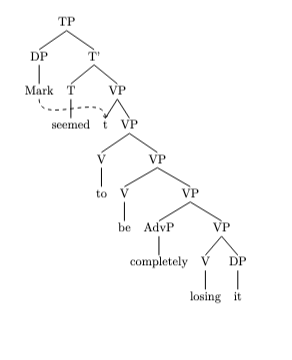 TP
DP T'
Mark T VP
seemed t VP
V VP
to V VP
be AdvP VP
completely V DP
losing it